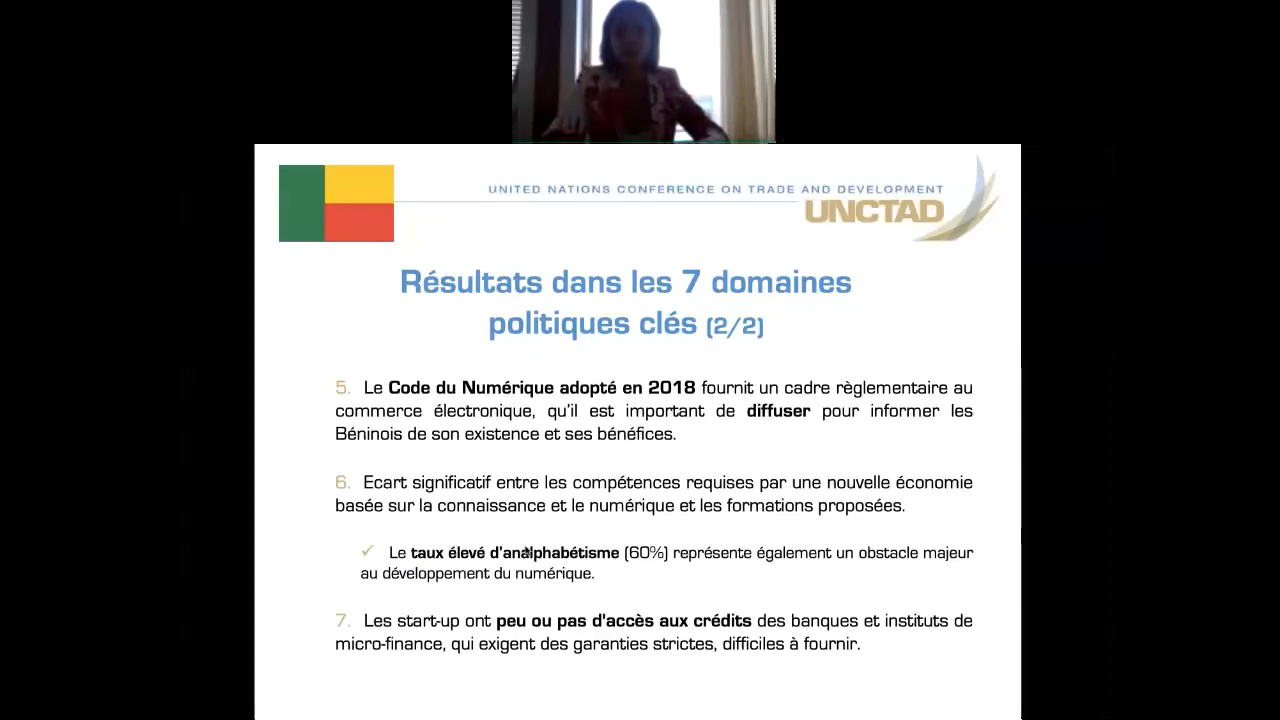 UNITED NATIONS CONFERENCE ON TRADE AND DEVELOPMENT
UNCTAD
Résultats dans les 7 domaines
politiques clés (2/2)
5. Le Code du Numérique adopté en 2018 fournit un cadre règlementaire au
commerce électronique, qu'il est important de diffuser pour informer les
Béninois de son existence et ses bénéfices.
6. Ecart significatif entre les compétences requises par une nouvelle économie
basée sur la connaissance et le numérique et les formations proposées.
✓ Le taux élevé d'analphabétisme (60%) représente également un obstacle majeur
au développement du numérique.
7. Les start-up ont peu ou pas d'accès aux crédits des banques et instituts de
micro-finance, qui exigent des garanties strictes, difficiles à fournir.